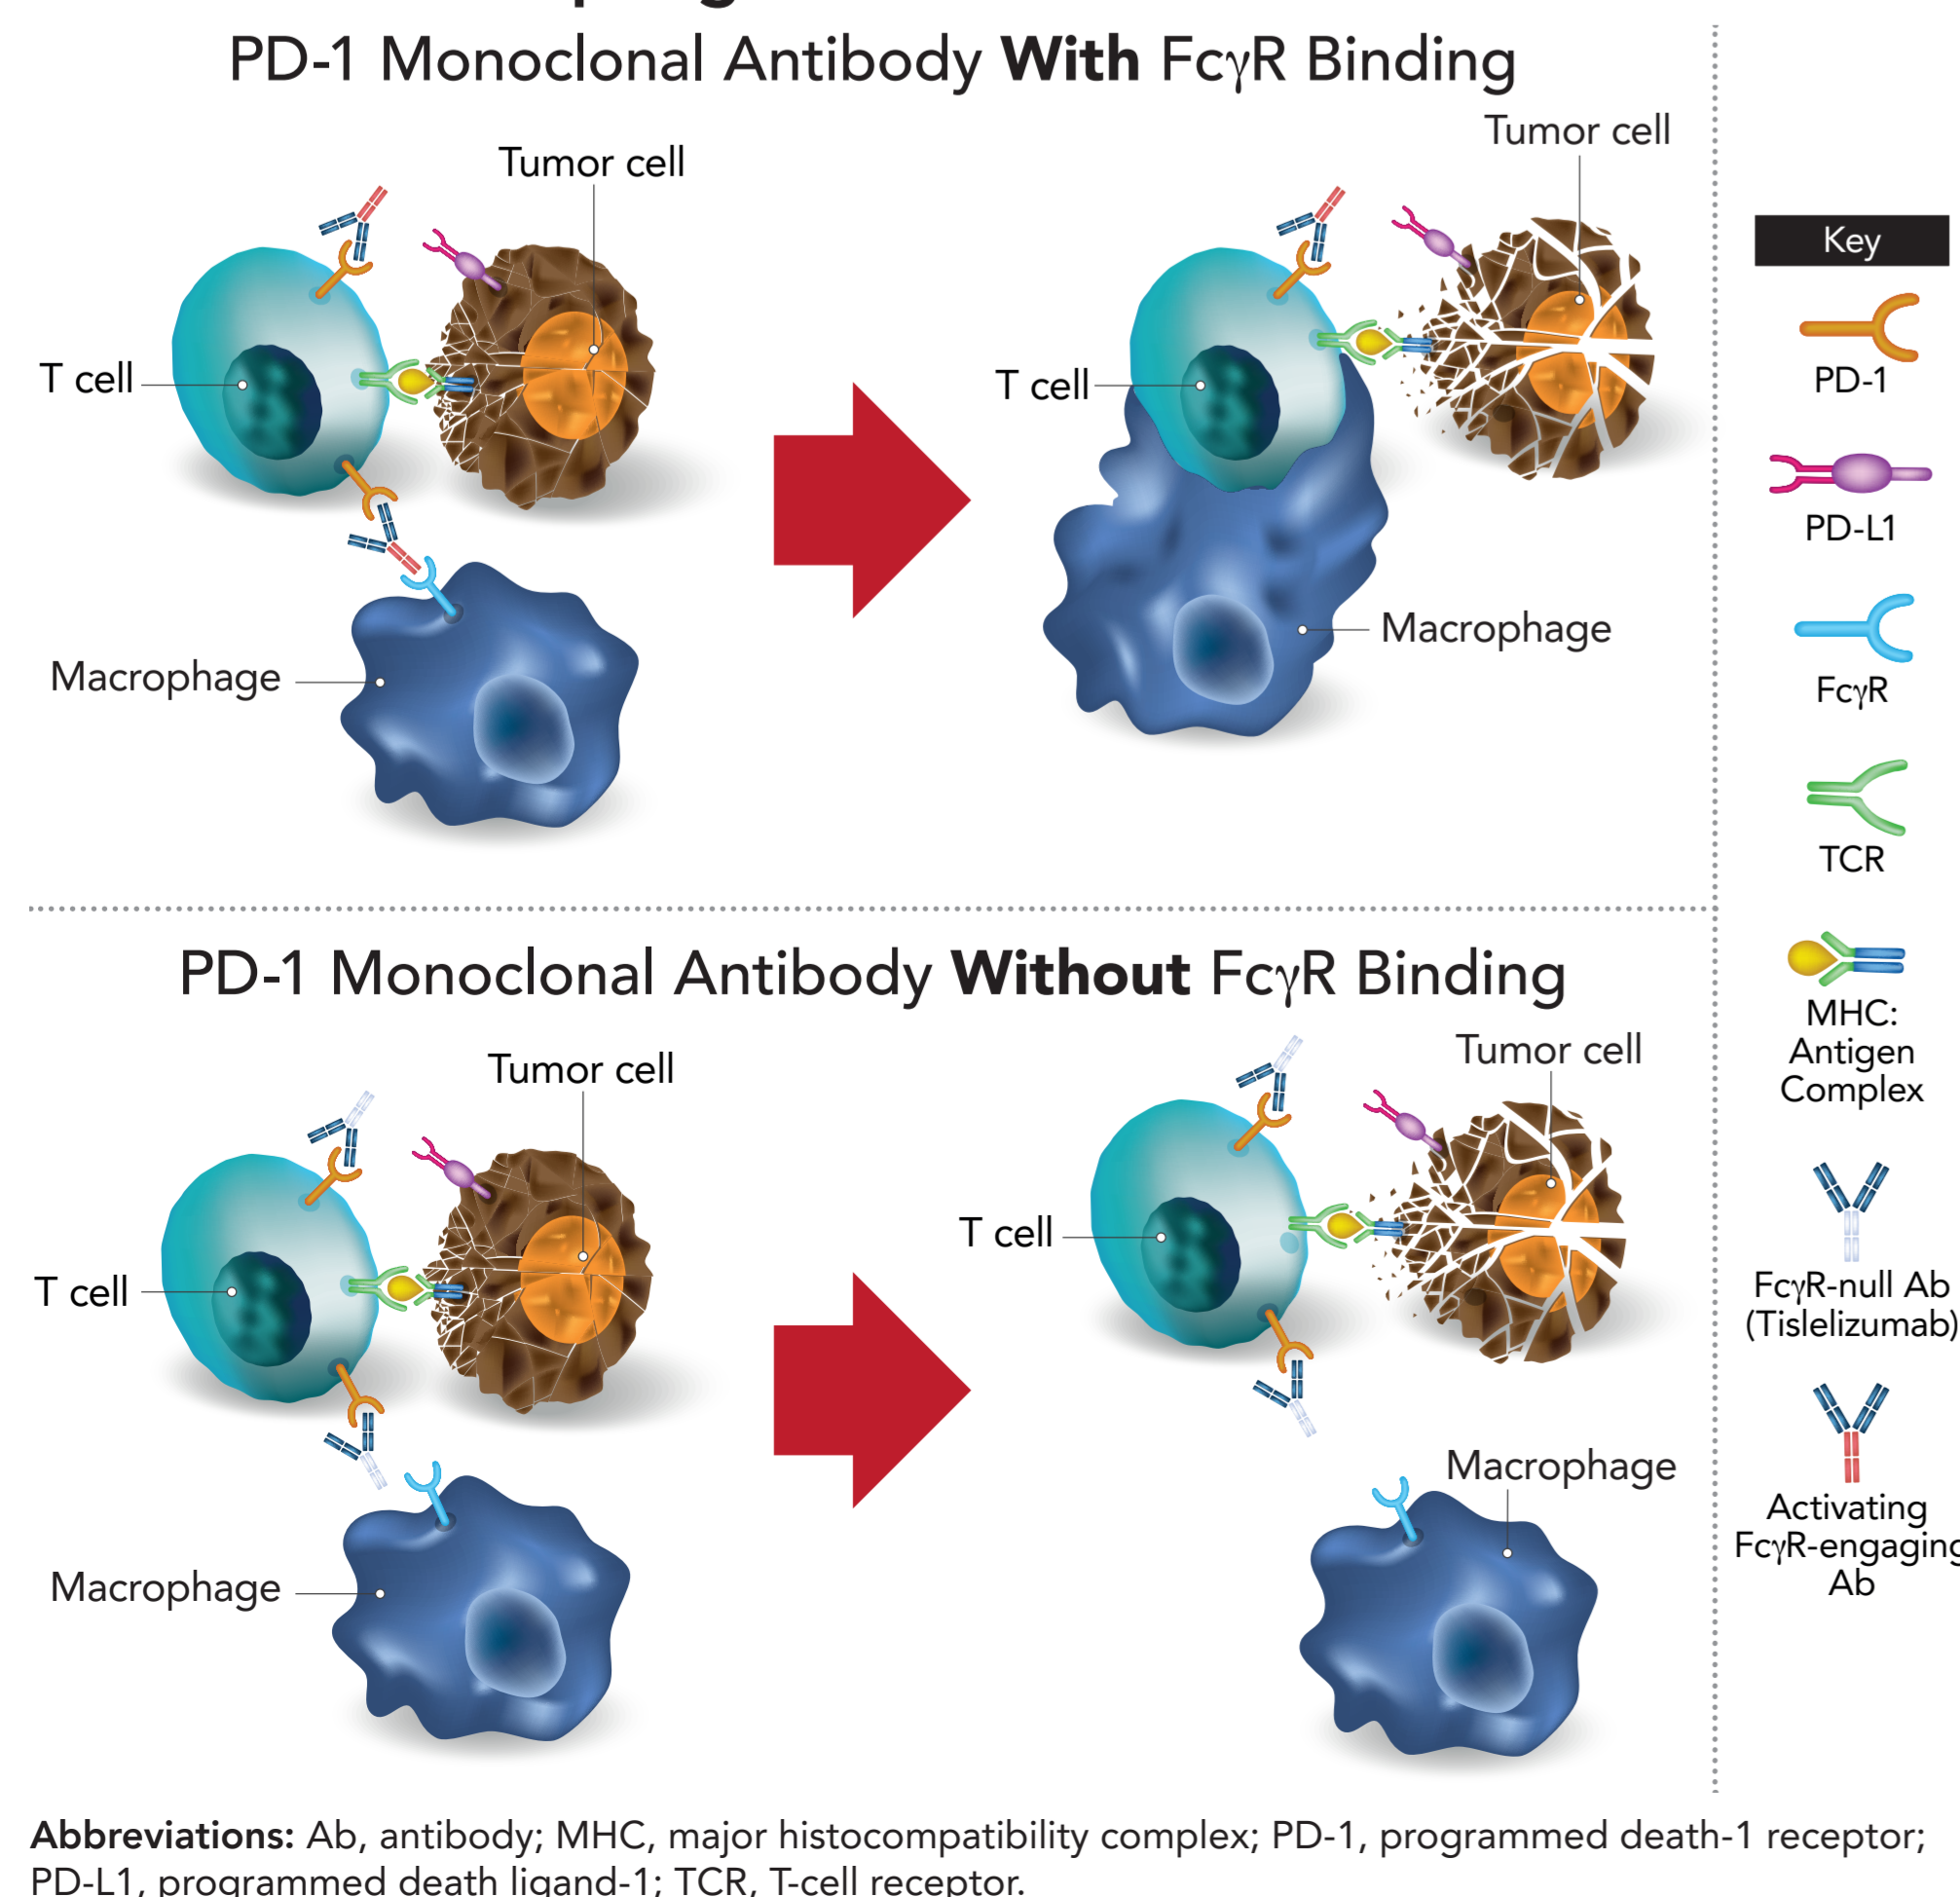 PD-1 Monoclonal Antibody With FcγR Binding
Tumor cell
T cell
Macrophage
Tumor cell
T cell
Macrophage
PD-1 Monoclonal Antibody Without FcγR Binding
Tumor cell
T cell
Macrophage
Tumor cell
T cell
Macrophage
Key
PD-1
PD-L1
FcγR
TCR
MHC:
Antigen
Complex
FcγR-null Ab
(Tislelizumab)
Activating
FcγR-engaging
Ab
Abbreviations: Ab, antibody; MHC, major histocompatibility complex; PD-1, programmed death-1 receptor;
PD-L1, programmed death ligand-1; TCR, T-cell receptor.